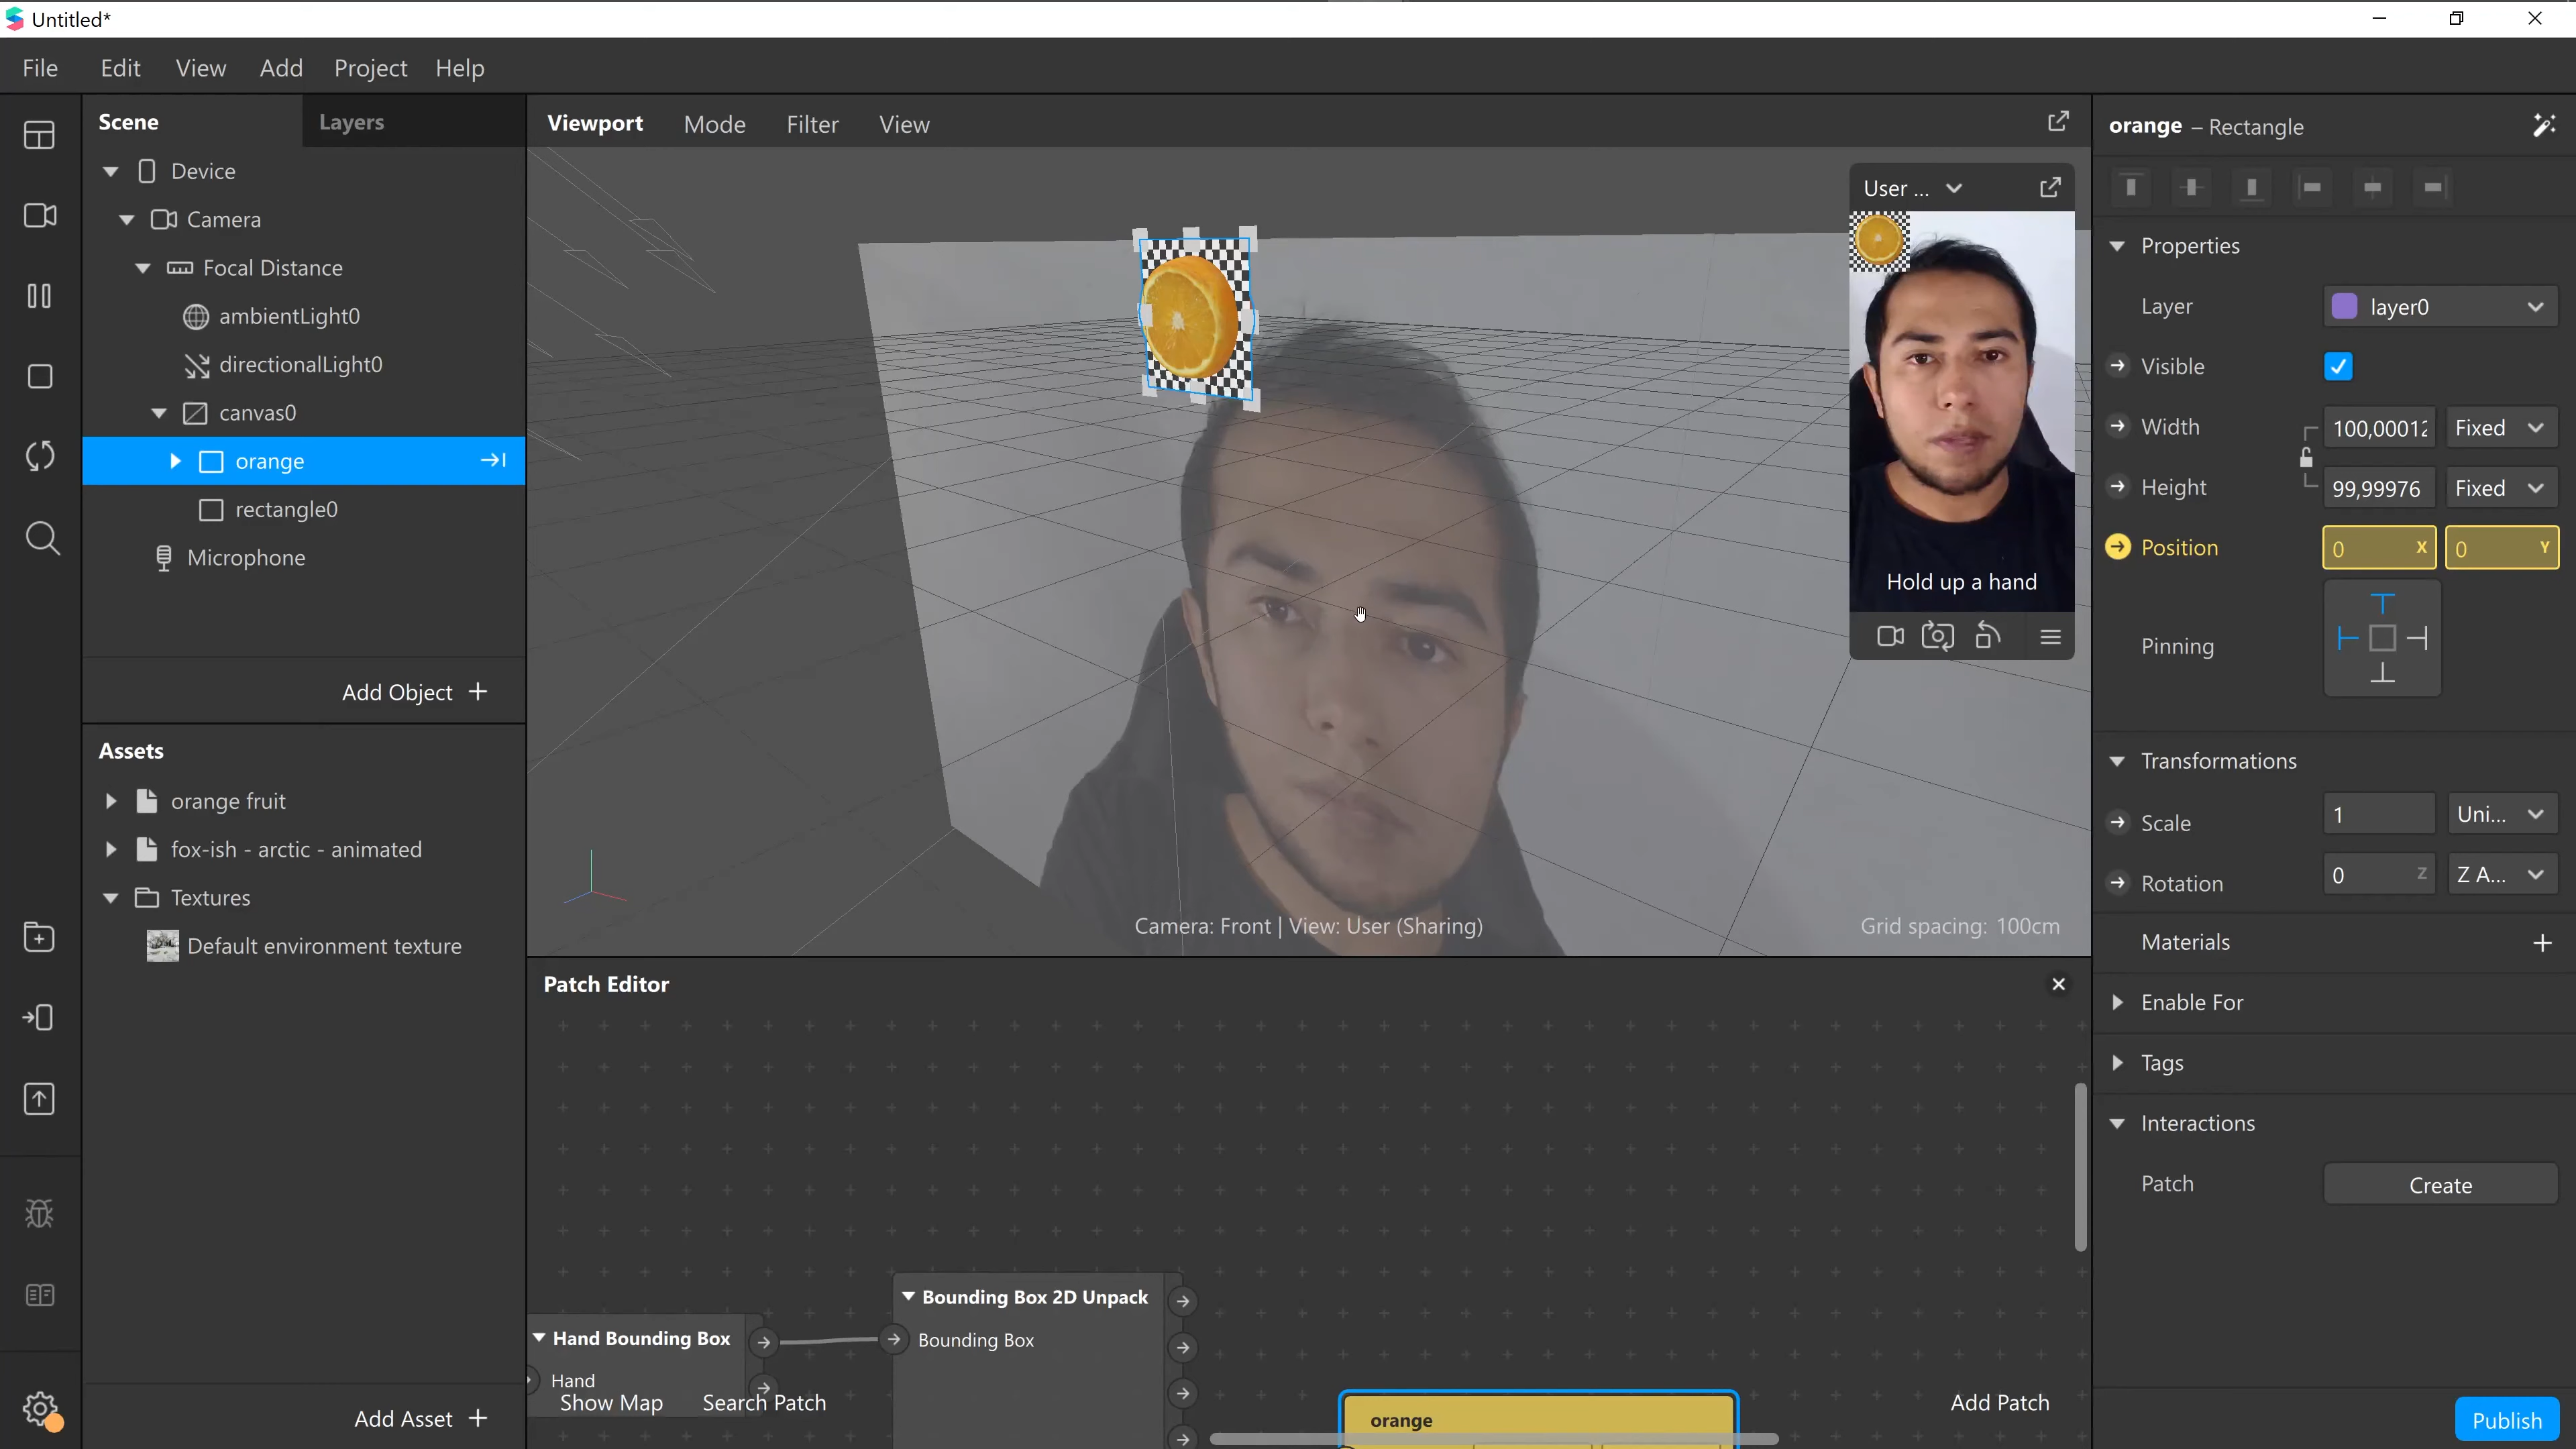 Untitled*
File Edit View Add Project Help
Scene Layers
Device
Camera
Focal Distance
ambientLight0
directionalLight0
canvas0
orange
rectangle0
Microphone
Add Object +
Assets
orange fruit
fox-ish - arctic - animated
Textures
Default environment texture
Add Asset +
Viewport Mode Filter View
User ...
Hold up a hand
Camera: Front | View: User (Sharing)
Grid spacing: 100cm
Patch Editor
Bounding Box 2D Unpack
Bounding Box
Hand Bounding Box
Hand
Show Map Search Patch
orange
Add Patch
orange – Rectangle
Properties
Layer layer0
Visible
Width 100,00012 Fixed
Height 99,99976 Fixed
Position 0 X 0 Y
Pinning
Transformations
Scale 1 Uni...
Rotation 0 Z Z A...
Materials +
Enable For
Tags
Interactions
Patch Create
Publish